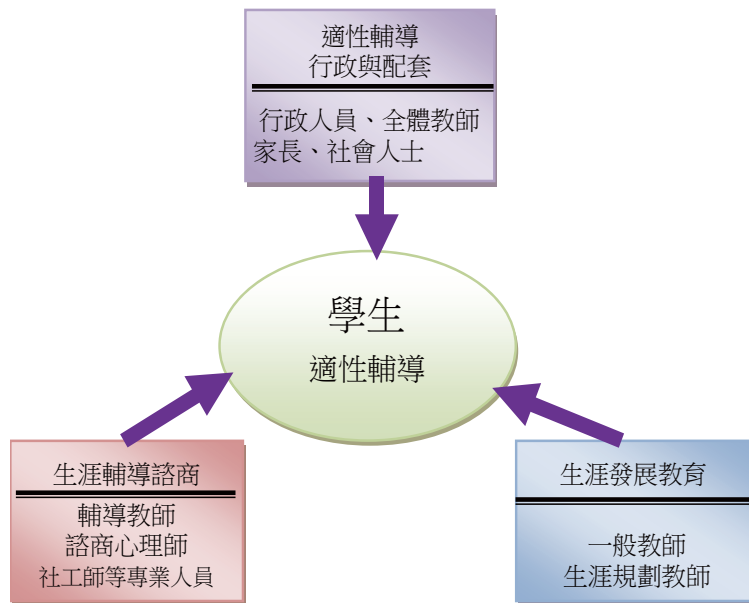 適性輔導
行政與配套
行政人員、全體教師
家長、社會人士
學生
適性輔導
生涯輔導諮商
輔導教師
諮商心理師
社工師等專業人員
生涯發展教育
一般教師
生涯規劃教師